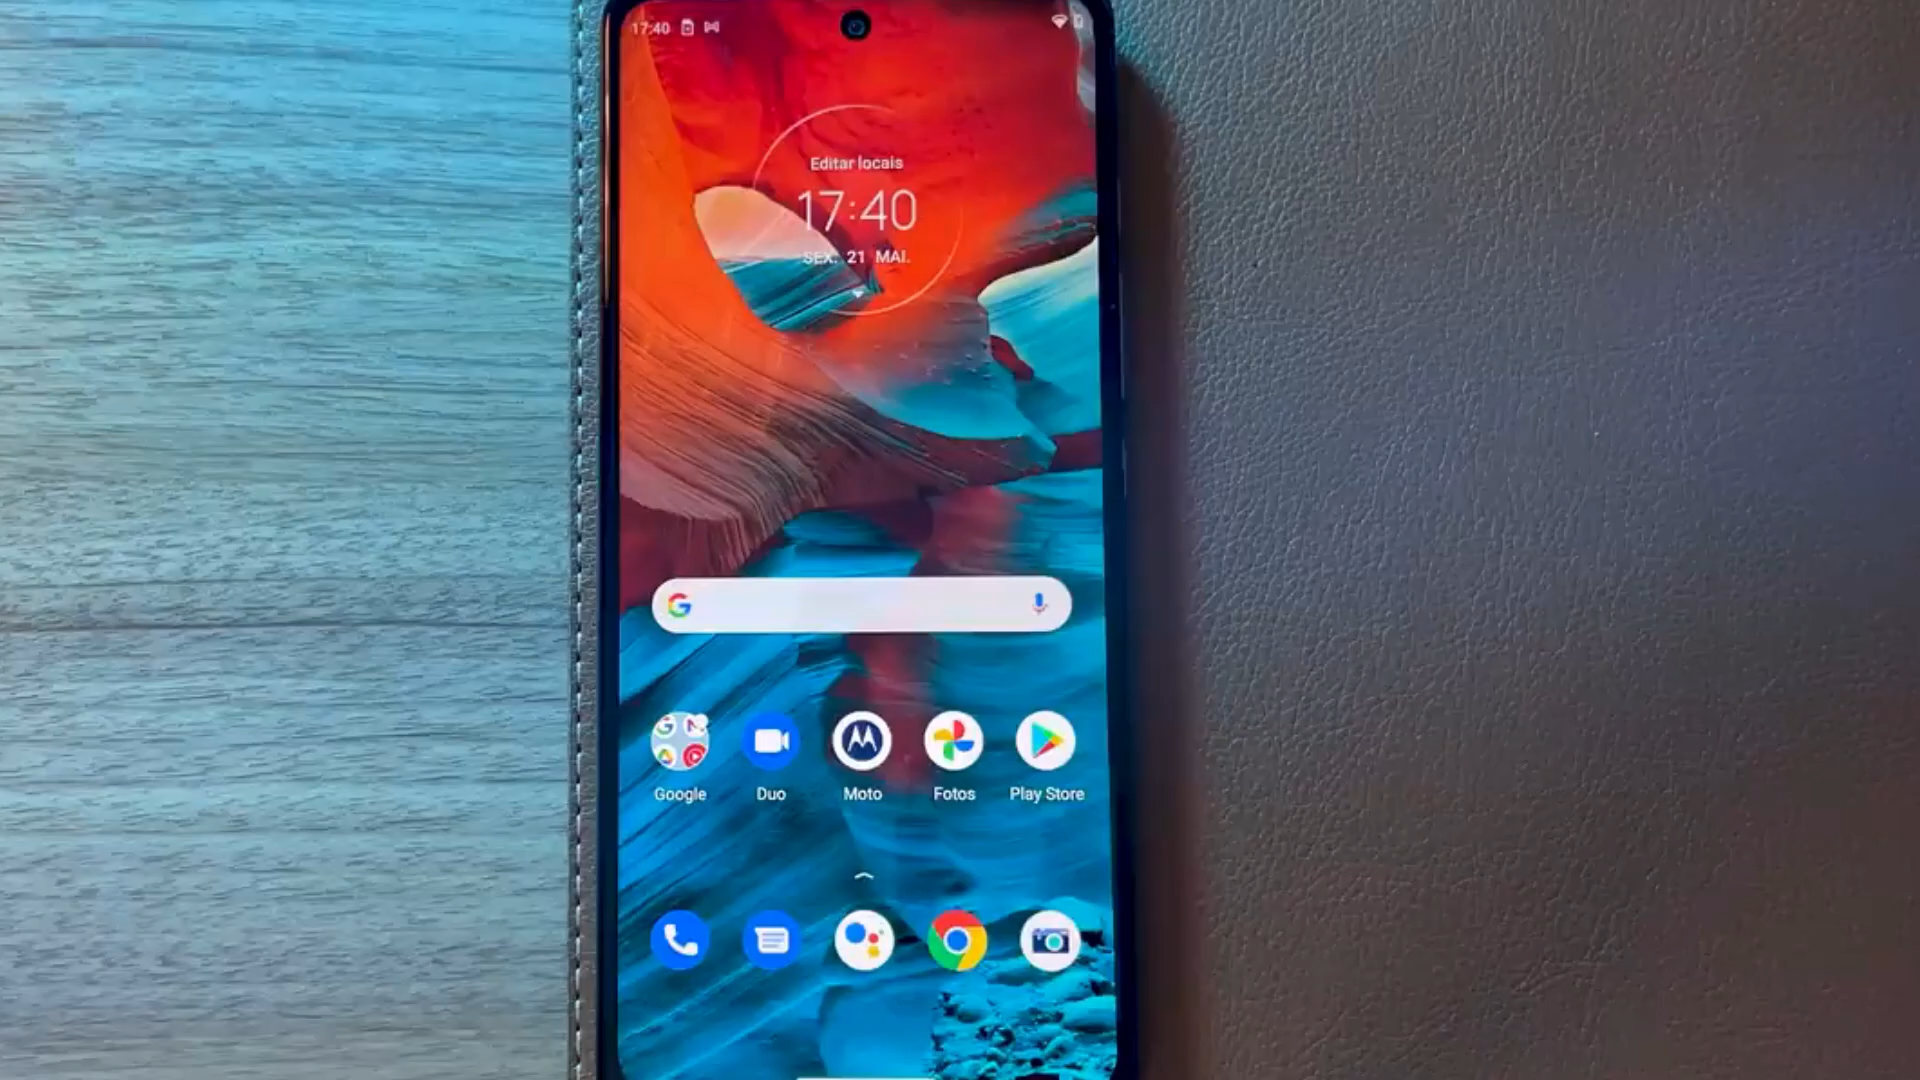 17:40
Editar locais
17:40
SEX. 21 MAI.
Google Duo Moto Fotos Play Store